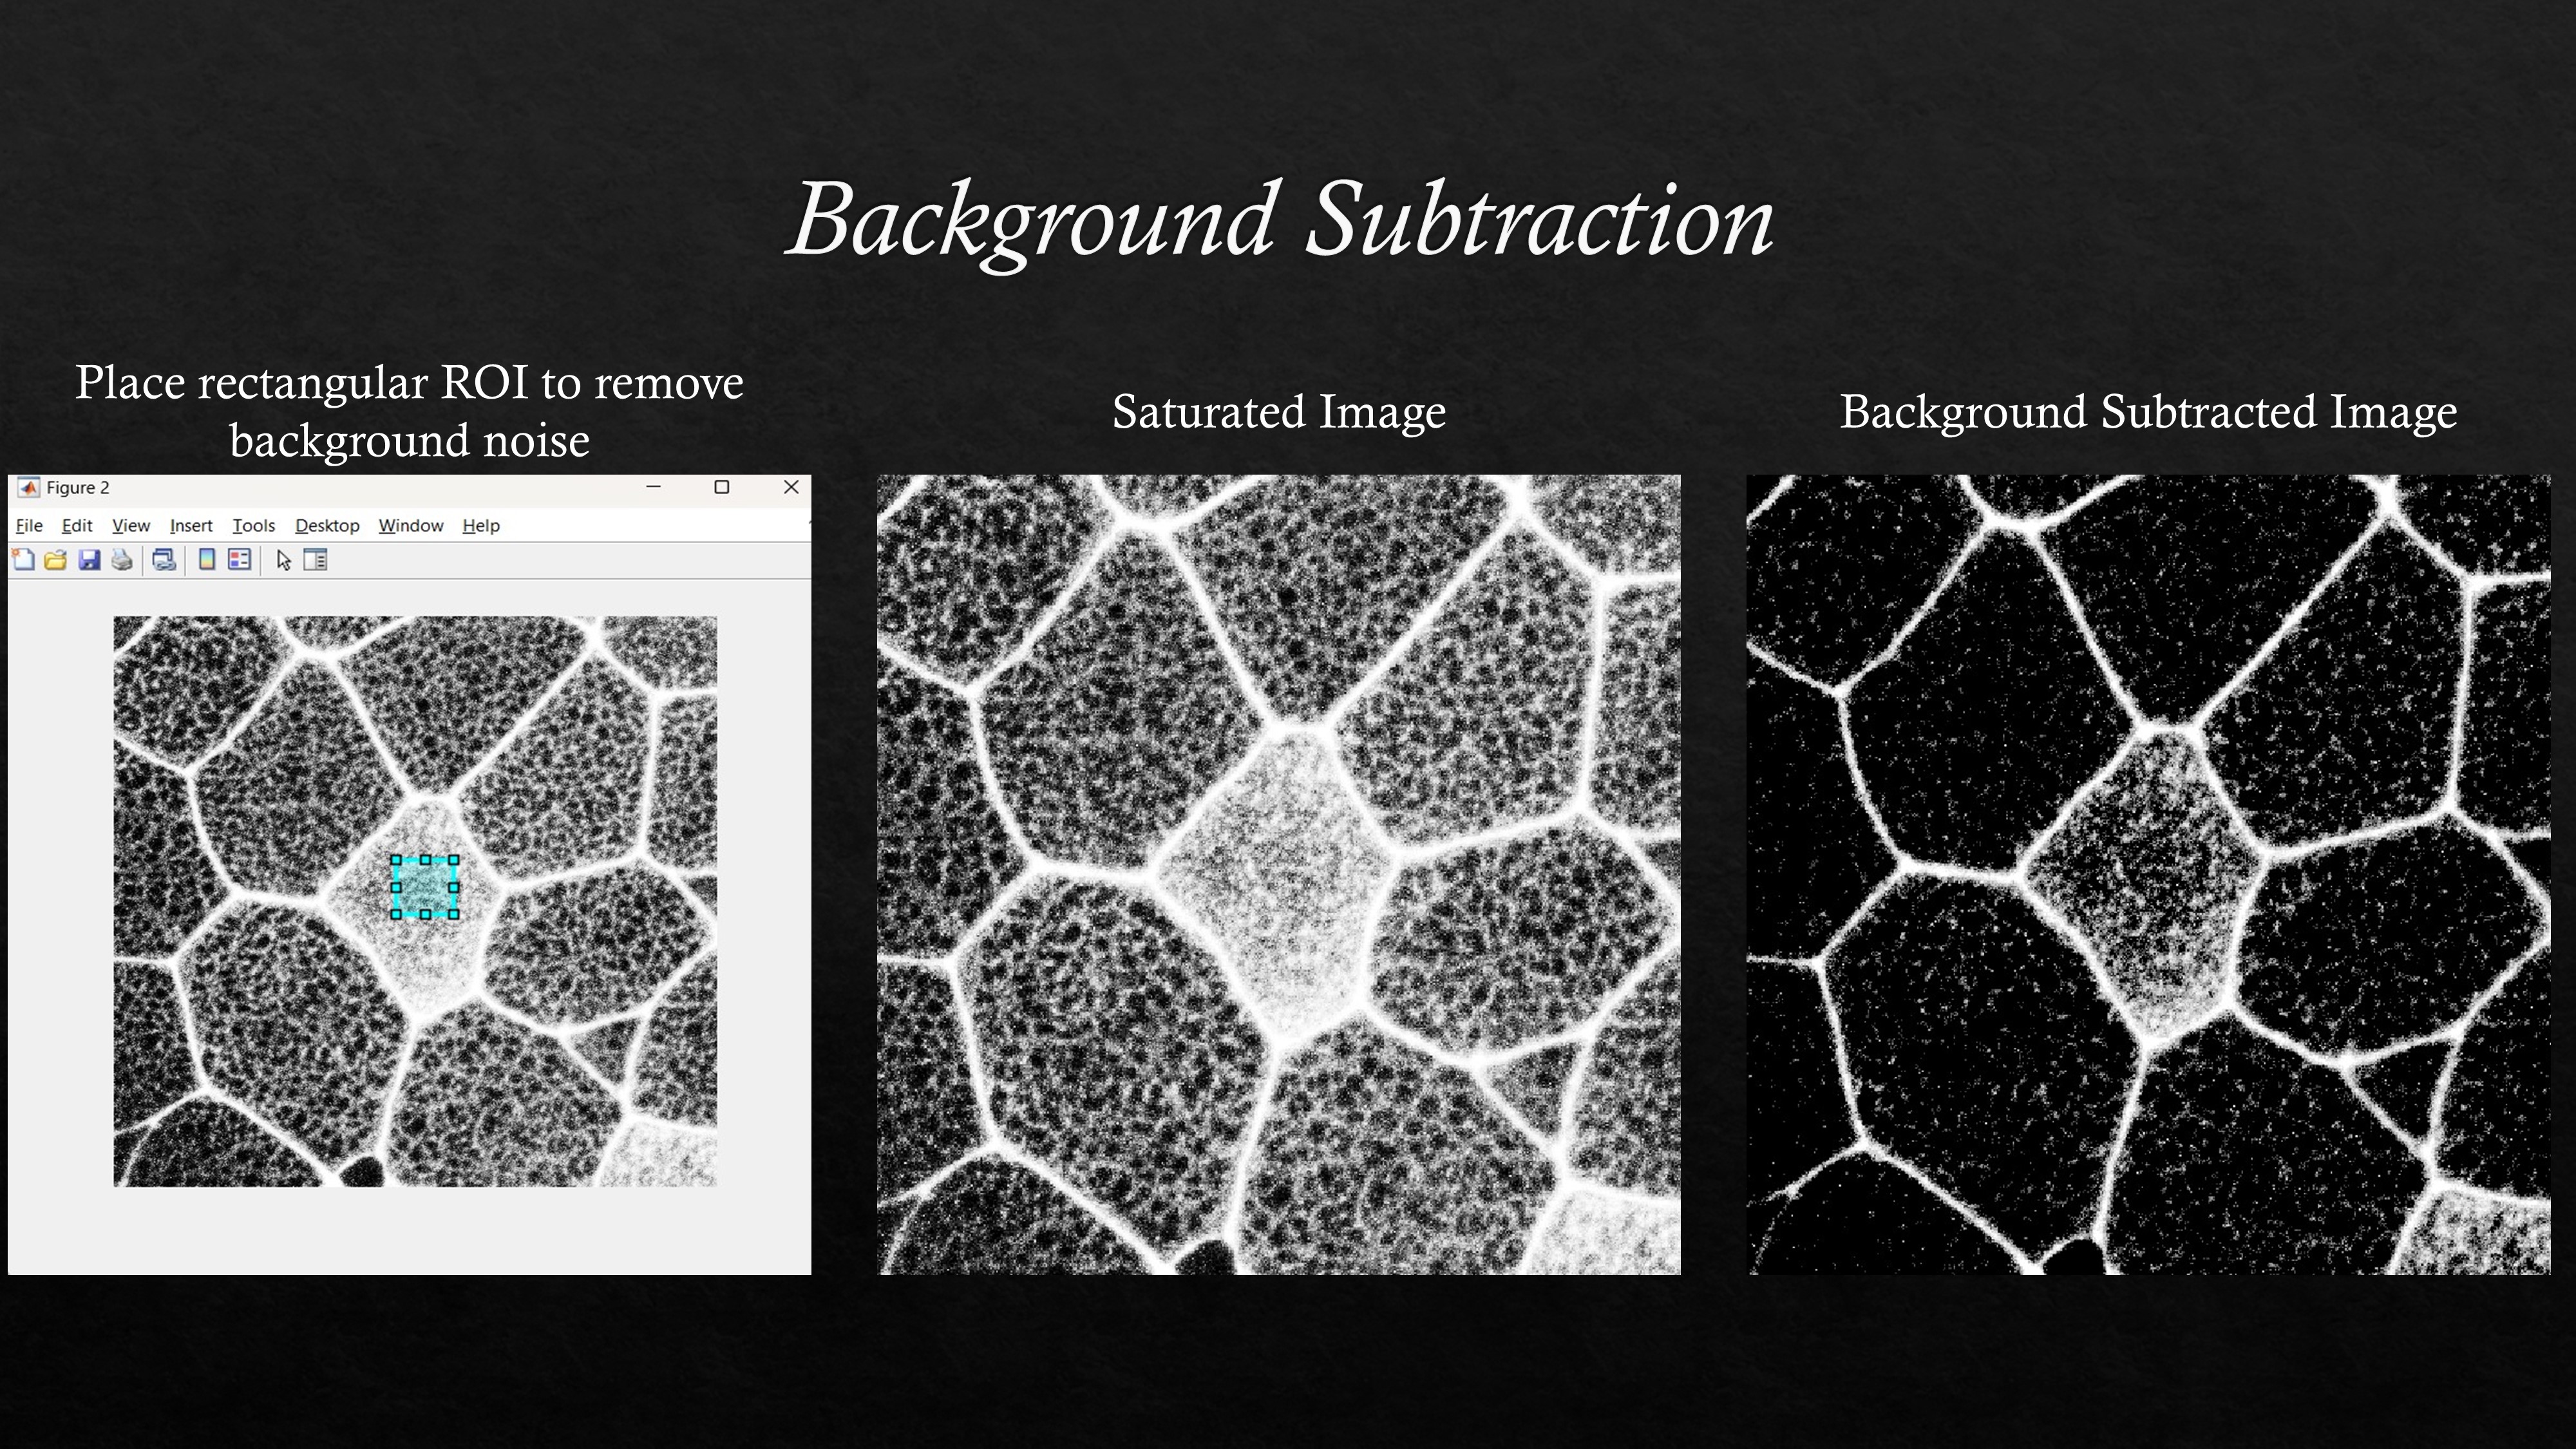 Background Subtraction
Place rectangular ROI to remove
background noise
Saturated Image
Background Subtracted Image
Figure 2
File Edit View Insert Tools Desktop Window Help